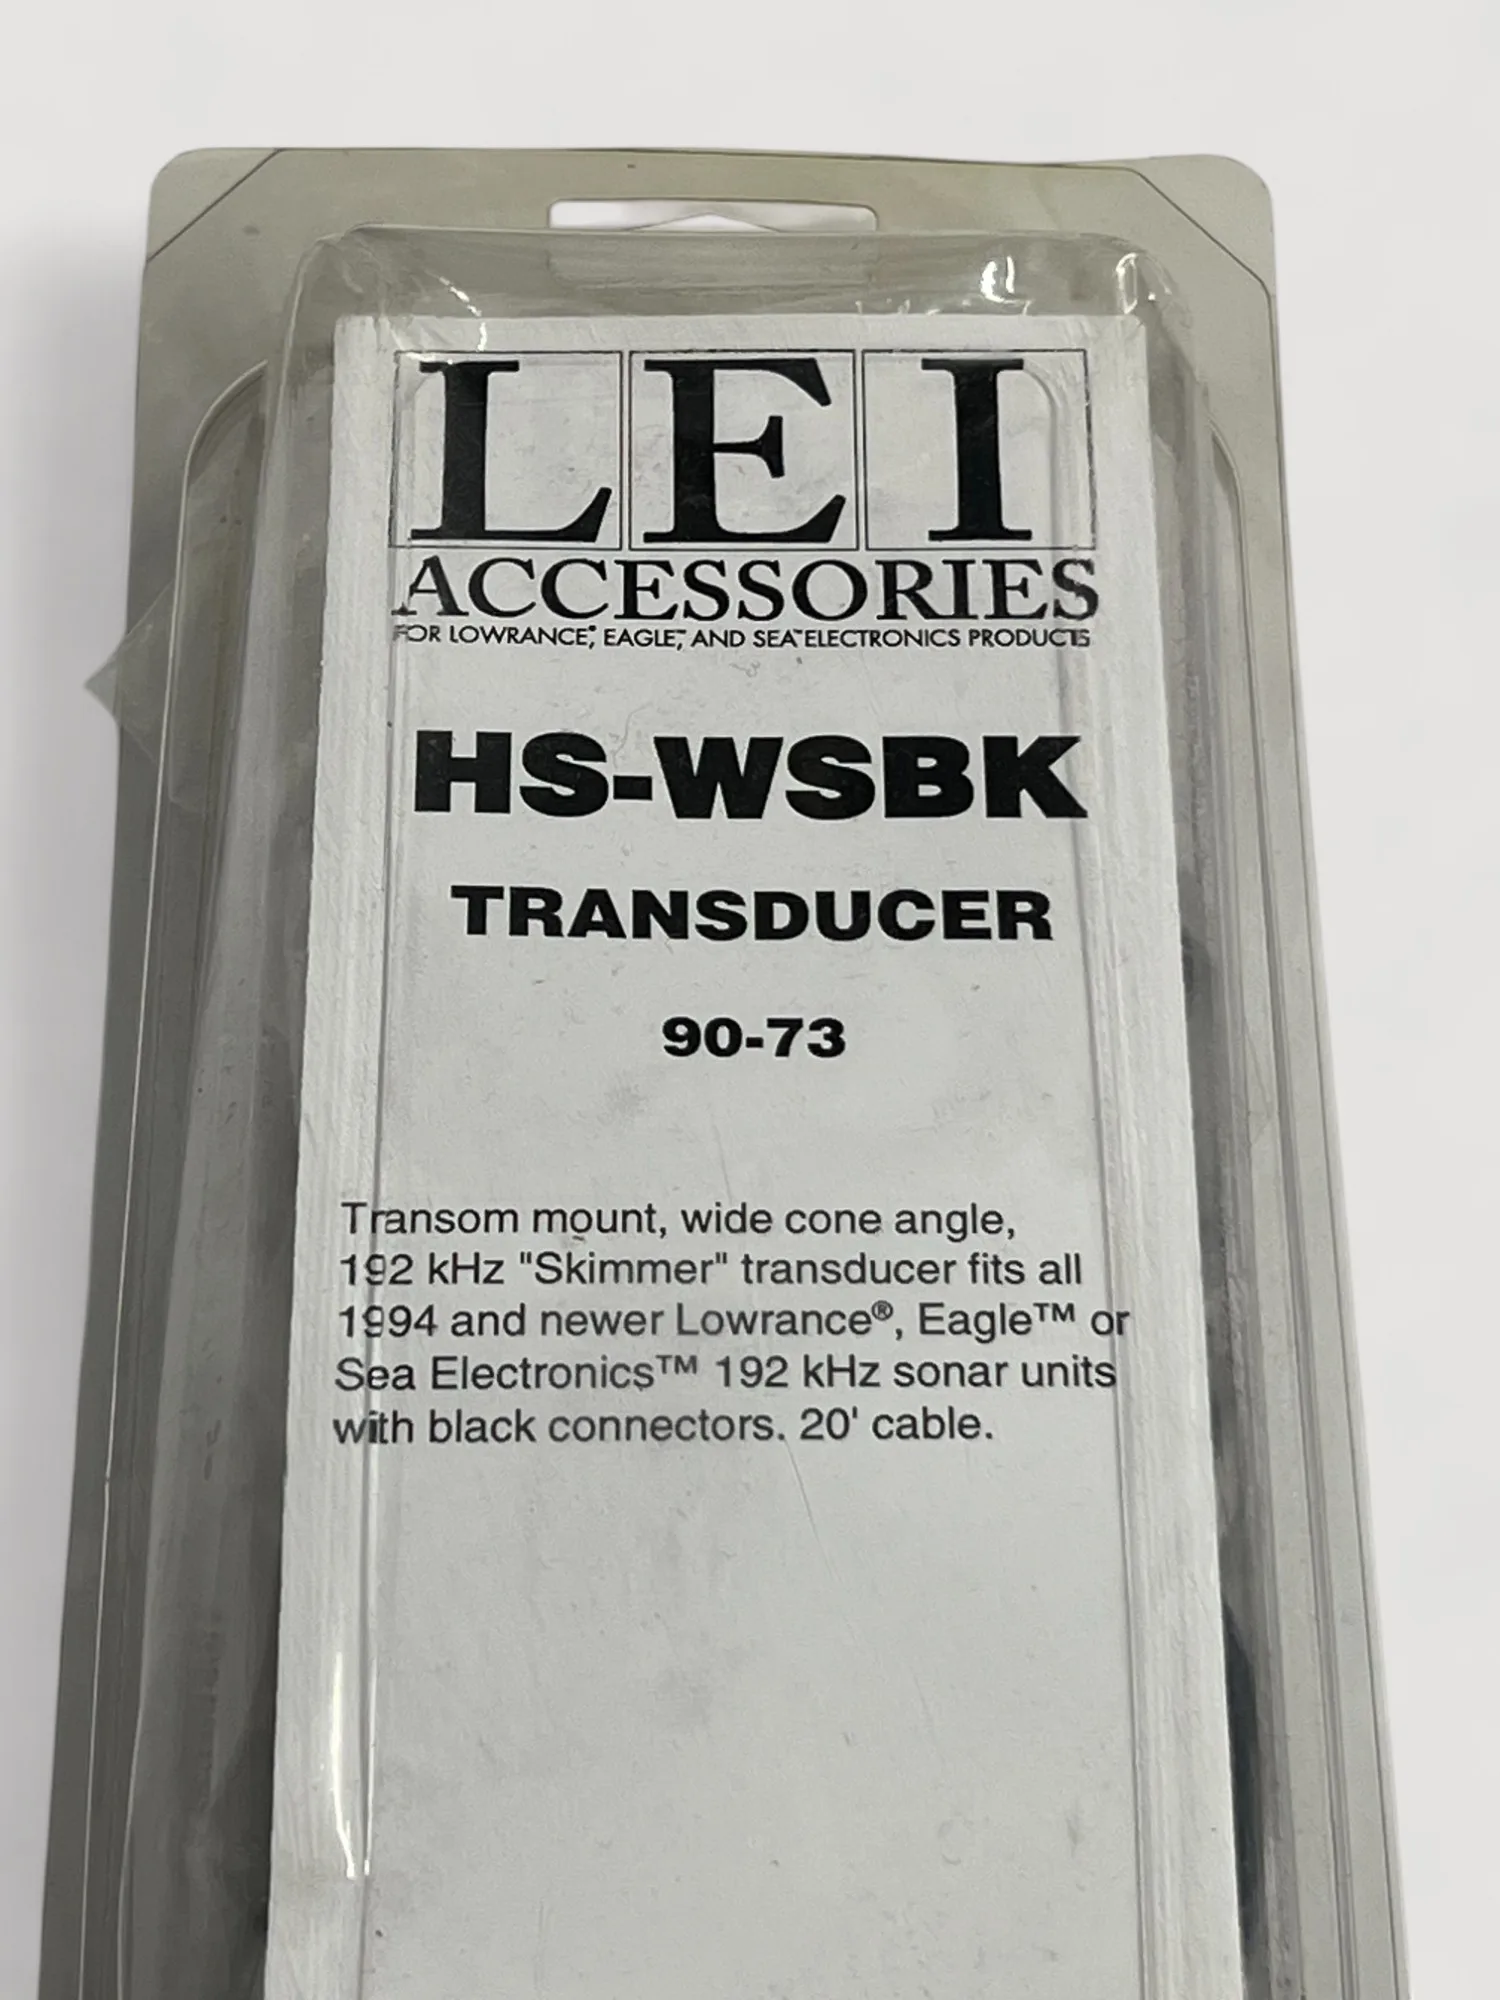 LEI
ACCESSORIES
FOR LOWRANCE®, EAGLE™, AND SEA™ ELECTRONICS PRODUCTS
HS-WSBK
TRANSDUCER
90-73
Transom mount, wide cone angle,
192 kHz "Skimmer" transducer fits all
1994 and newer Lowrance®, Eagle™ or
Sea Electronics™ 192 kHz sonar units
with black connectors. 20' cable.